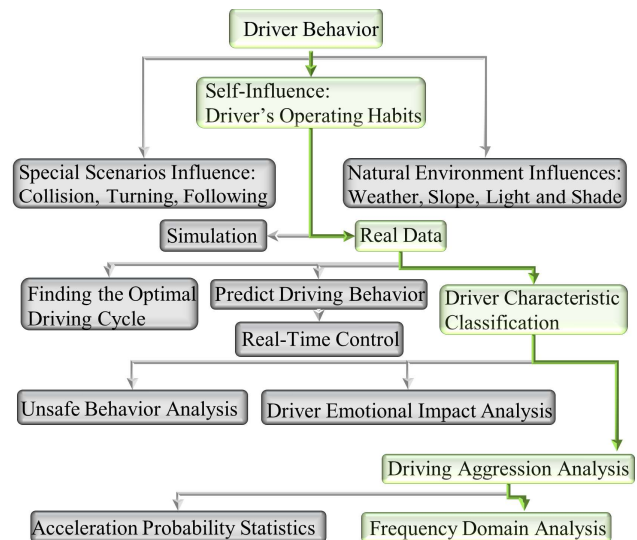 Driver Behavior
Self-Influence:
Driver's Operating Habits
Special Scenarios Influence:
Collision, Turning, Following
Natural Environment Influences:
Weather, Slope, Light and Shade
Simulation
Real Data
Finding the Optimal
Driving Cycle
Predict Driving Behavior
Driver Characteristic
Classification
Real-Time Control
Unsafe Behavior Analysis
Driver Emotional Impact Analysis
Driving Aggression Analysis
Acceleration Probability Statistics
Frequency Domain Analysis